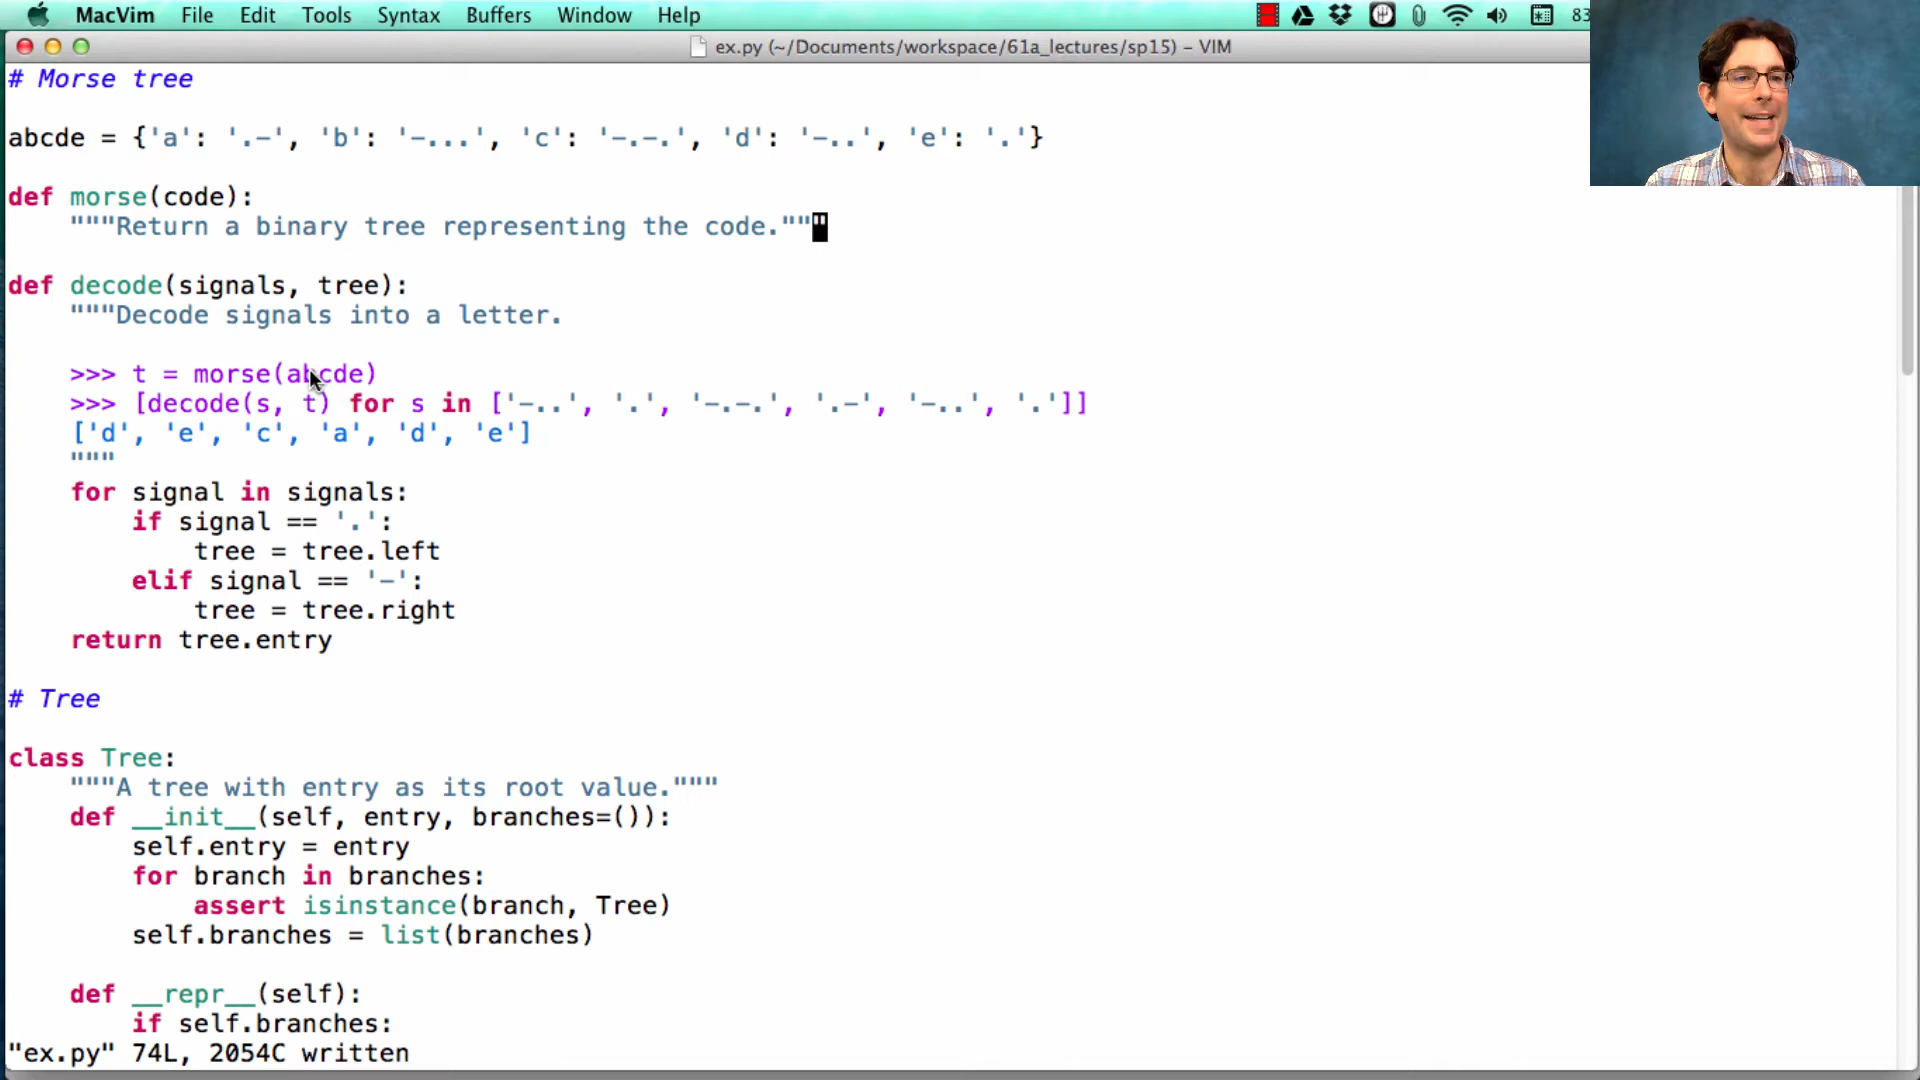 MacVim File Edit Tools Syntax Buffers Window Help 83
ex.py (~/Documents/workspace/61a_lectures/sp15) – VIM
# Morse tree
abcde = {'a': '.-', 'b': '-...', 'c': '-.-.', 'd': '-..', 'e': '.'}
def morse(code):
    """Return a binary tree representing the code."""
def decode(signals, tree):
    """Decode signals into a letter.
    >>> t = morse(abcde)
    >>> [decode(s, t) for s in ['-..', '.', '-.-.', '.-', '-..', '.']]
    ['d', 'e', 'c', 'a', 'd', 'e']
    """
    for signal in signals:
        if signal == '.':
            tree = tree.left
        elif signal == '-':
            tree = tree.right
    return tree.entry
# Tree
class Tree:
    """A tree with entry as its root value."""
    def __init__(self, entry, branches=()):
        self.entry = entry
        for branch in branches:
            assert isinstance(branch, Tree)
        self.branches = list(branches)
    def __repr__(self):
        if self.branches:
"ex.py" 74L, 2054C written